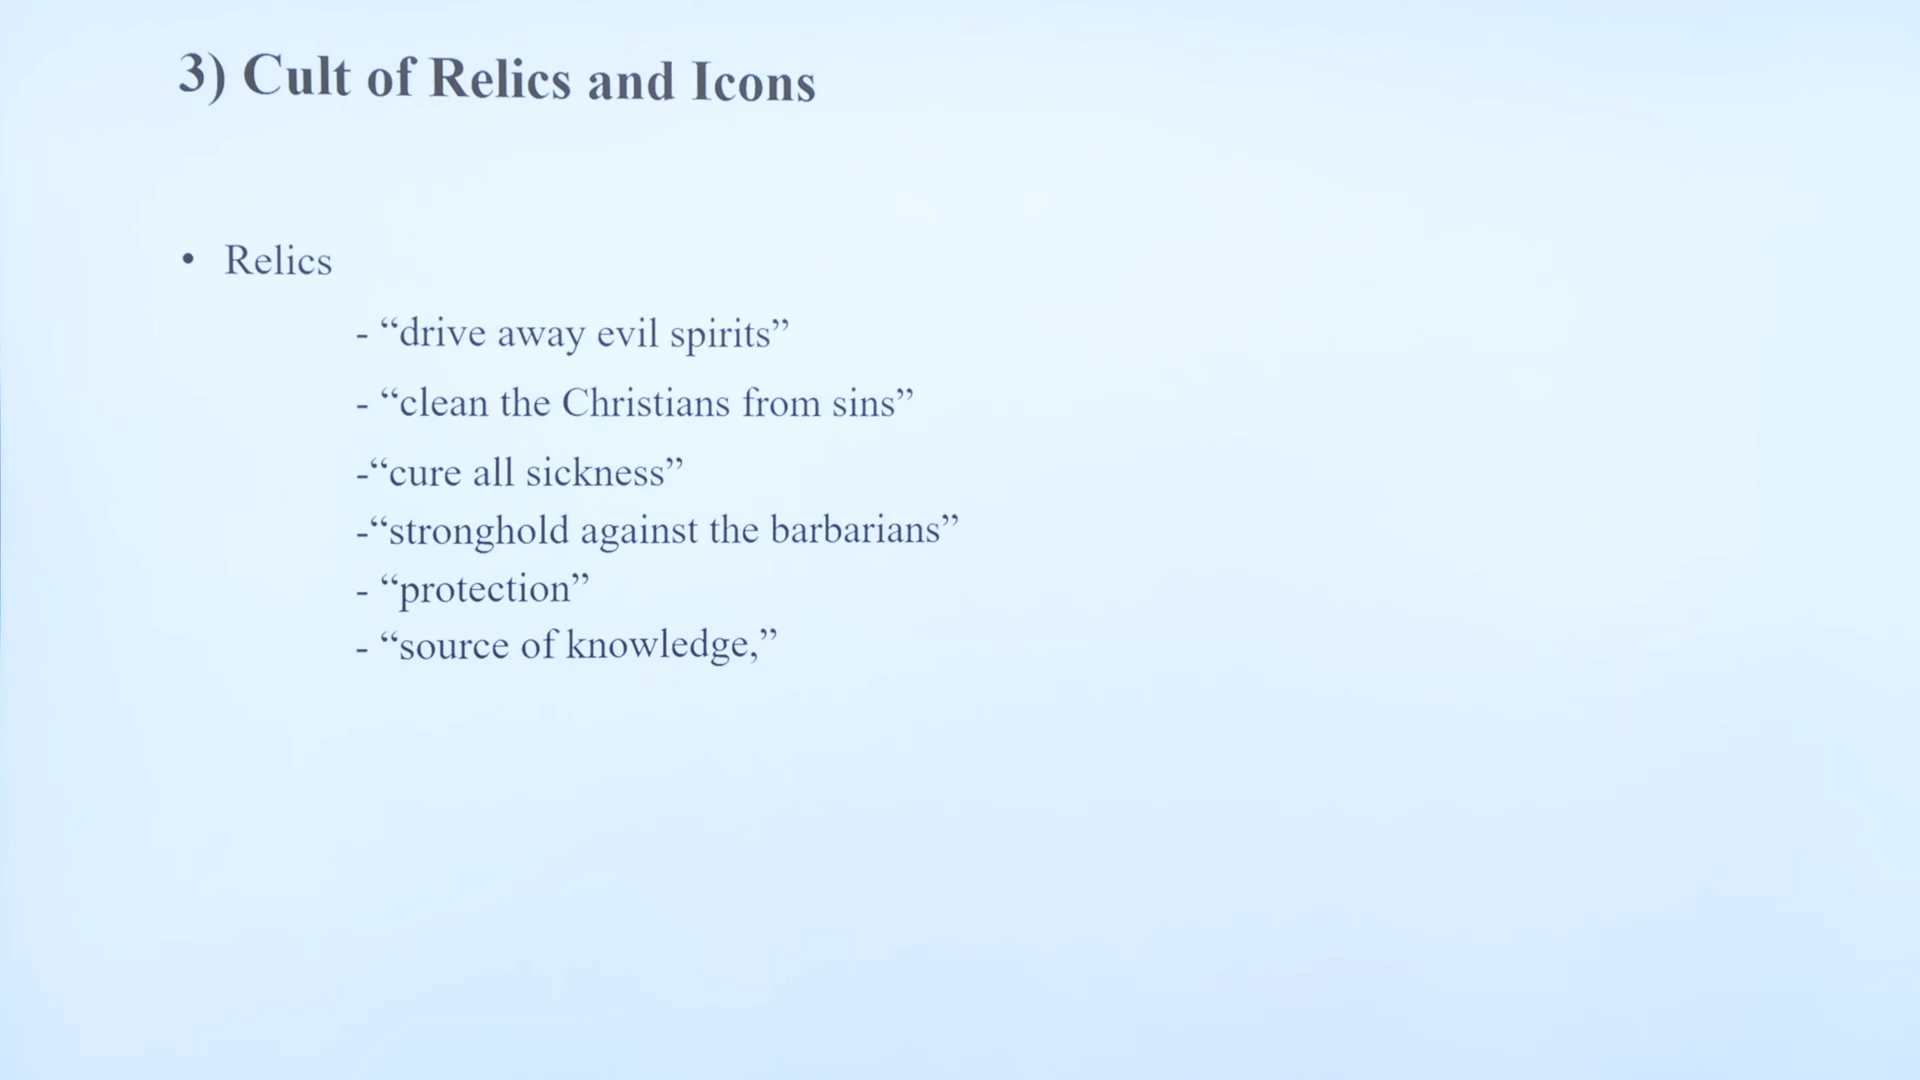 3) Cult of Relics and Icons
• Relics
- “drive away evil spirits”
- “clean the Christians from sins”
-“cure all sickness”
-“stronghold against the barbarians”
- “protection”
- “source of knowledge,”